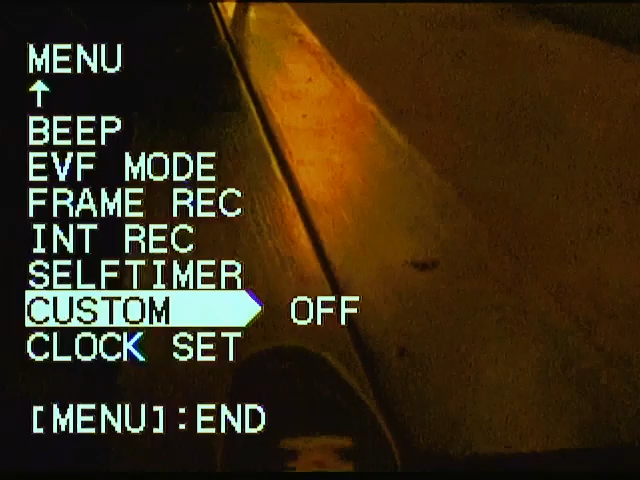 MENU
↑
BEEP
EVF MODE
FRAME REC
INT REC
SELFTIMER
CUSTOM OFF
CLOCK SET
[MENU]:END